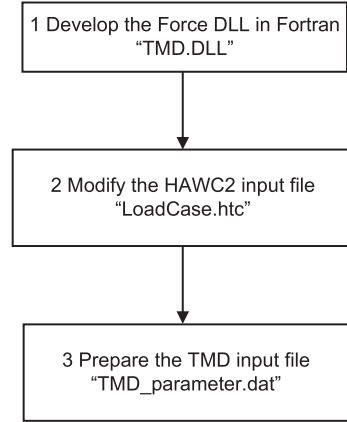 1 Develop the Force DLL in Fortran
“TMD.DLL”
2 Modify the HAWC2 input file
“LoadCase.htc”
3 Prepare the TMD input file
“TMD_parameter.dat”